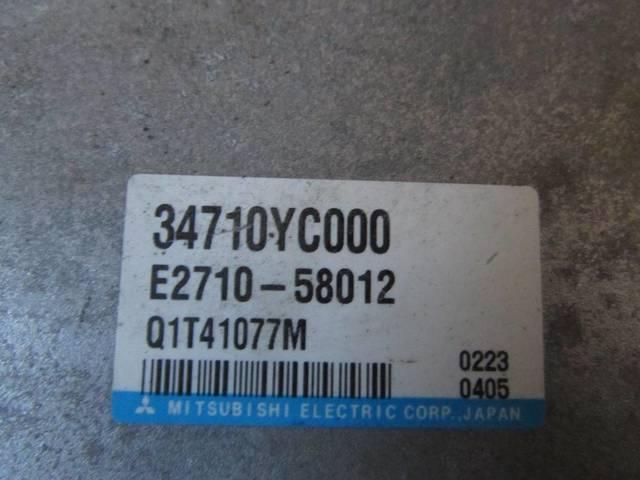 34710YC000
E2710-58012
Q1T41077M
0223
0405
MITSUBISHI ELECTRIC CORP., JAPAN